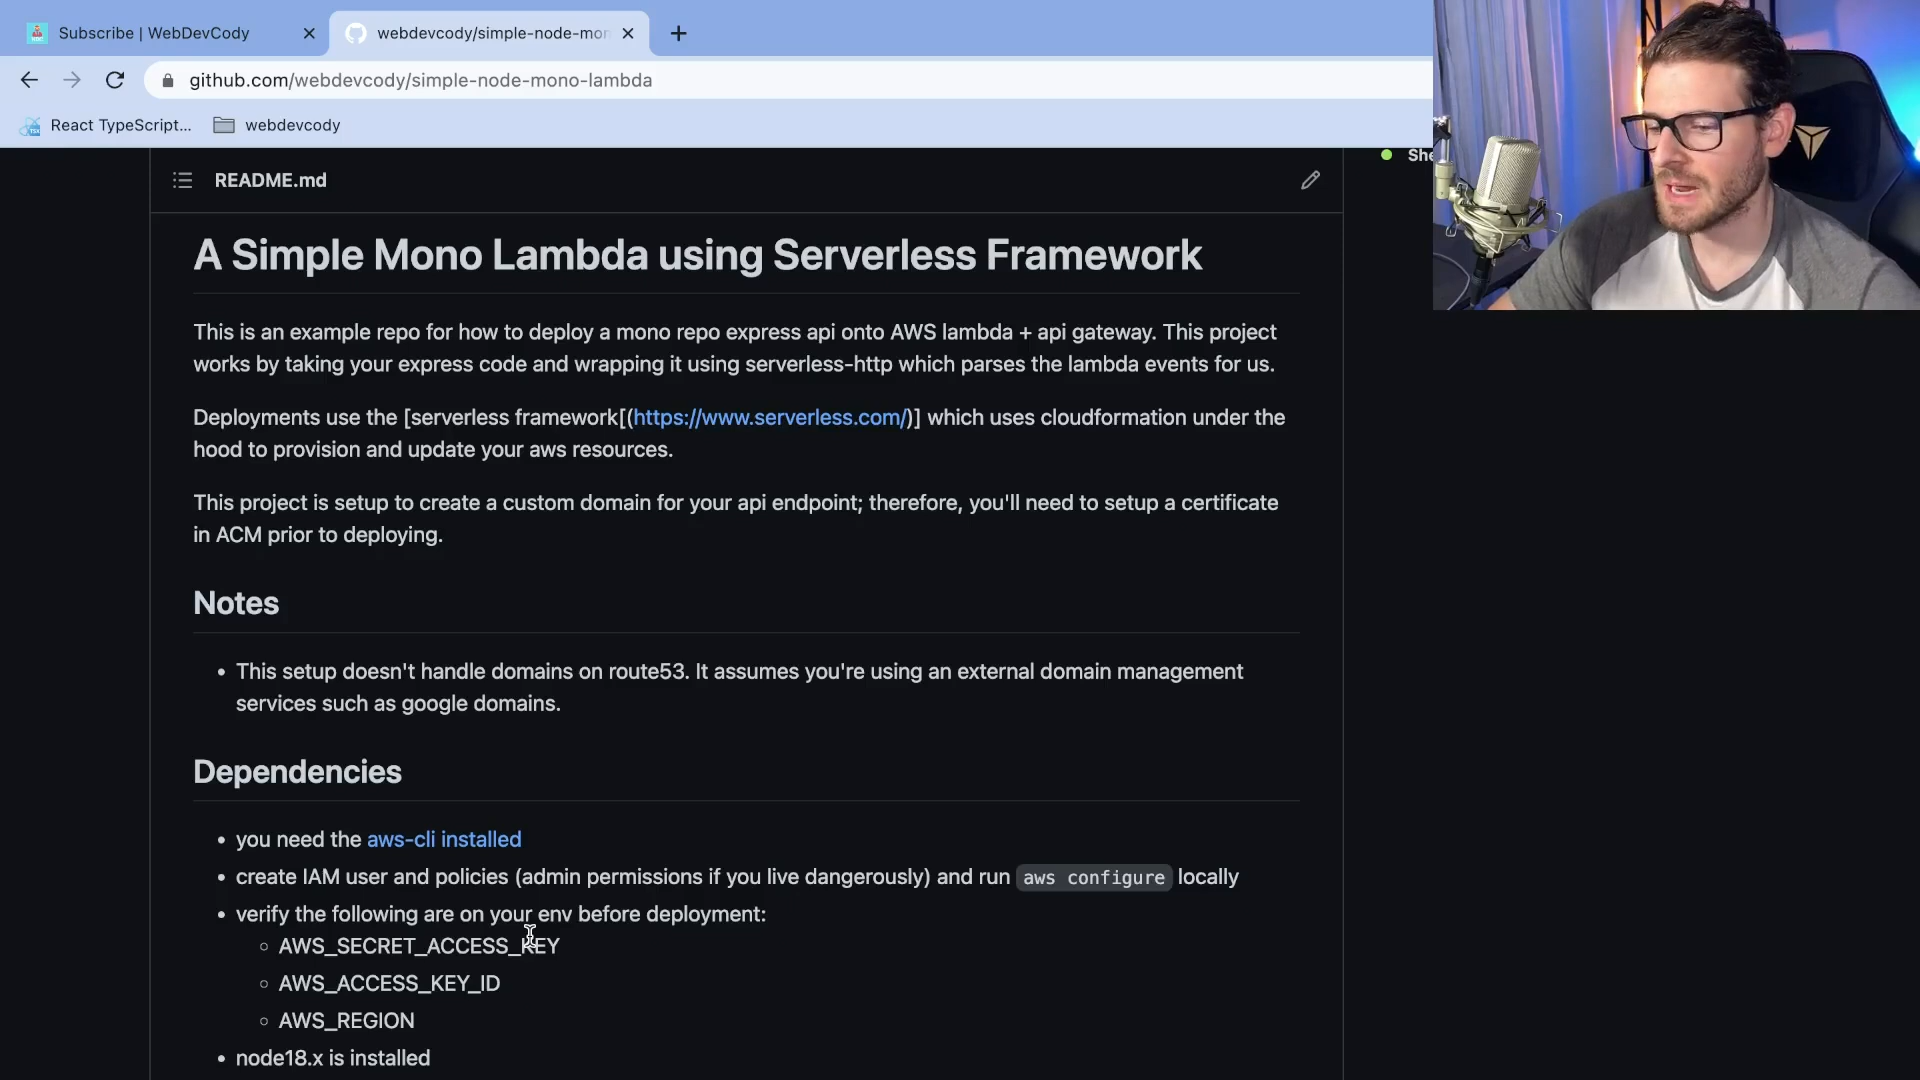 Subscribe | WebDevCody
webdevcody/simple-node-mon
github.com/webdevcody/simple-node-mono-lambda
React TypeScript...
webdevcody
README.md
A Simple Mono Lambda using Serverless Framework
This is an example repo for how to deploy a mono repo express api onto AWS lambda + api gateway. This project
works by taking your express code and wrapping it using serverless-http which parses the lambda events for us.
Deployments use the [serverless framework[(https://www.serverless.com/)] which uses cloudformation under the
hood to provision and update your aws resources.
This project is setup to create a custom domain for your api endpoint; therefore, you'll need to setup a certificate
in ACM prior to deploying.
Notes
• This setup doesn't handle domains on route53. It assumes you're using an external domain management
services such as google domains.
Dependencies
• you need the aws-cli installed
• create IAM user and policies (admin permissions if you live dangerously) and run aws configure locally
• verify the following are on your env before deployment:
◦ AWS_SECRET_ACCESS_KEY
◦ AWS_ACCESS_KEY_ID
◦ AWS_REGION
• node18.x is installed